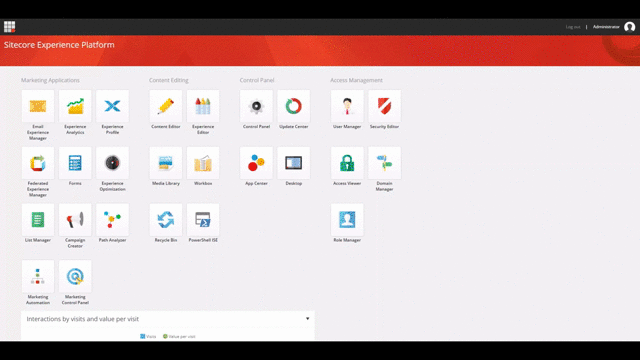 Log out | Administrator
Sitecore Experience Platform
Marketing Applications
Content Editing
Control Panel
Access Management
Email
Experience
Manager
Experience
Analytics
Experience
Profile
Content Editor
Experience
Editor
Control Panel
Update Center
User Manager
Security Editor
Federated
Experience
Manager
Forms
Experience
Optimization
Media Library
Workbox
App Center
Desktop
Access Viewer
Domain
Manager
List Manager
Campaign
Creator
Path Analyzer
Recycle Bin
PowerShell ISE
Role Manager
Marketing
Automation
Marketing
Control Panel
Interactions by visits and value per visit
Visits
Value per visit